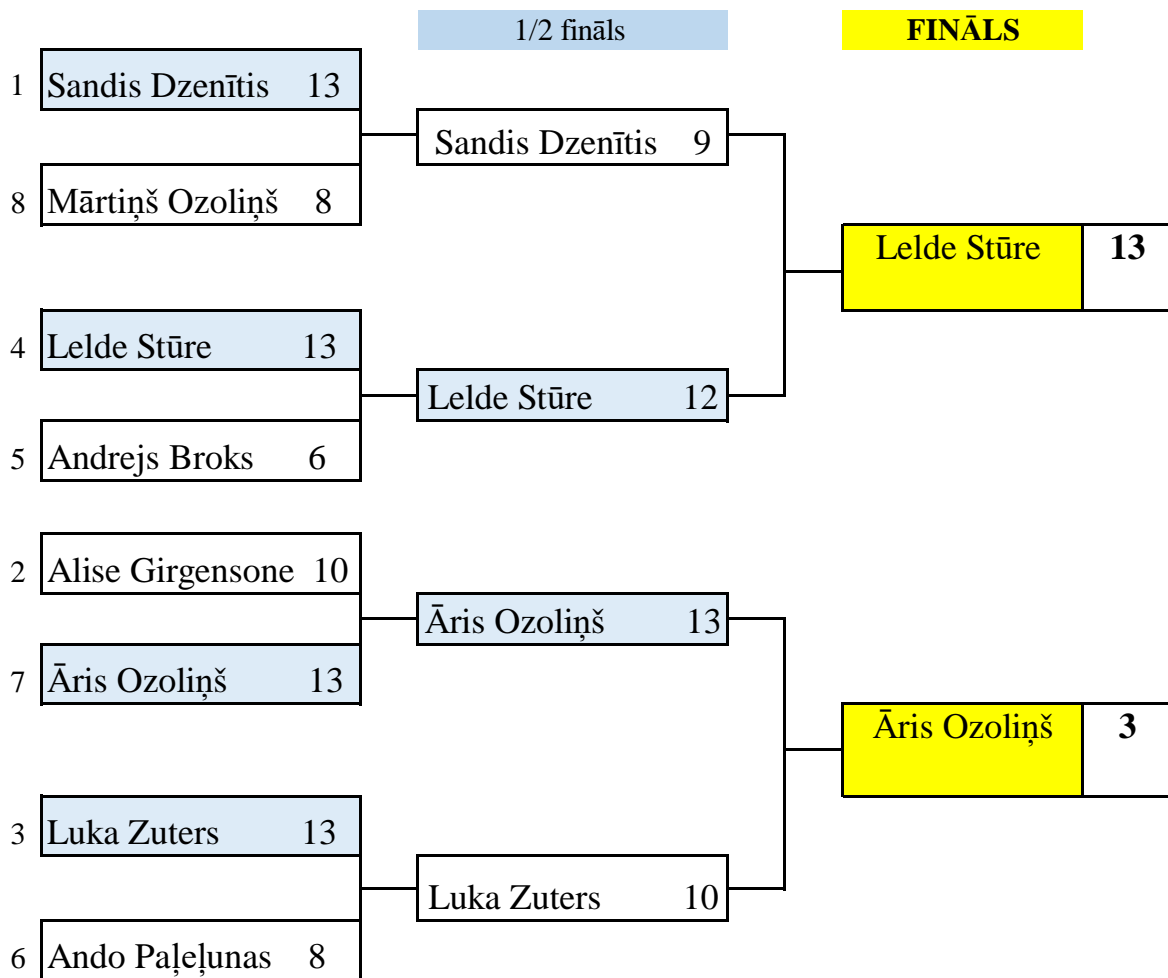 1/2 fināls
FINĀLS
1 Sandis Dzenītis 13
Sandis Dzenītis 9
8 Mārtiņš Ozoliņš 8
Lelde Stūre 13
4 Lelde Stūre 13
Lelde Stūre 12
5 Andrejs Broks 6
2 Alise Girgensone 10
Āris Ozoliņš 13
7 Āris Ozoliņš 13
Āris Ozoliņš 3
3 Luka Zuters 13
Luka Zuters 10
6 Ando Paļeļunas 8